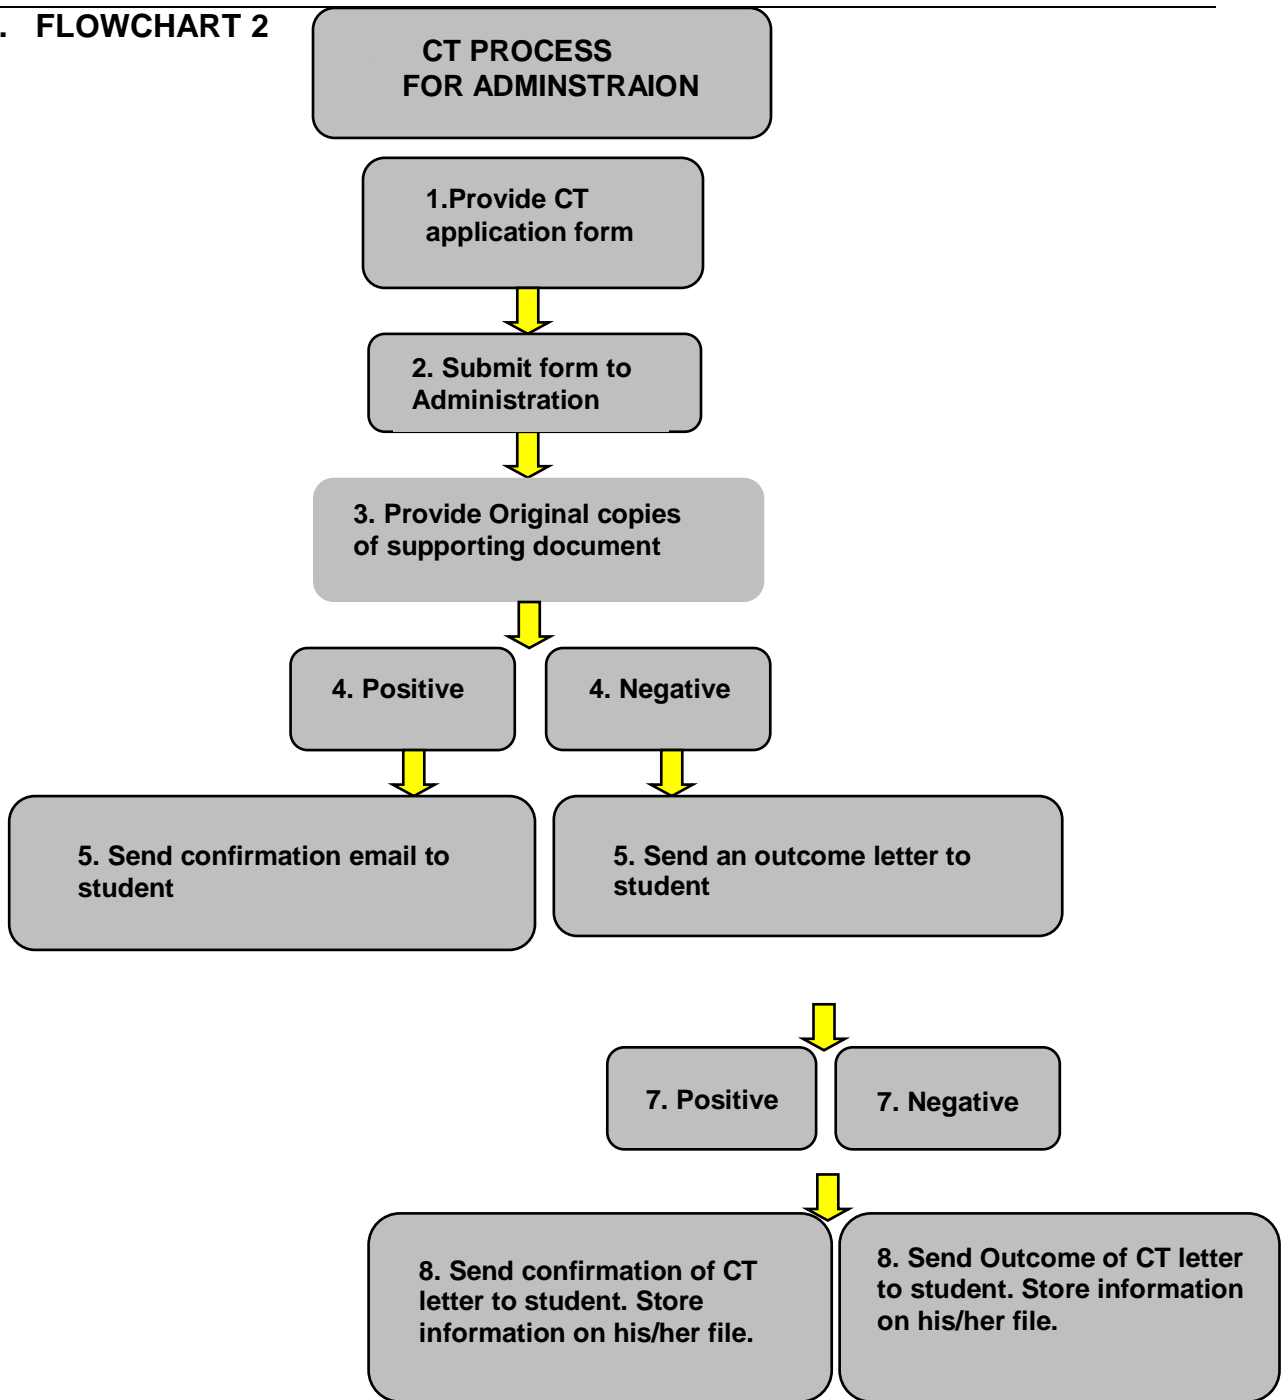 . FLOWCHART 2
CT PROCESS
FOR ADMINSTRAION
1.Provide CT
application form
2. Submit form to
Administration
3. Provide Original copies
of supporting document
4. Positive
4. Negative
5. Send confirmation email to
student
5. Send an outcome letter to
student
7. Positive
7. Negative
8. Send confirmation of CT
letter to student. Store
information on his/her file.
8. Send Outcome of CT letter
to student. Store information
on his/her file.